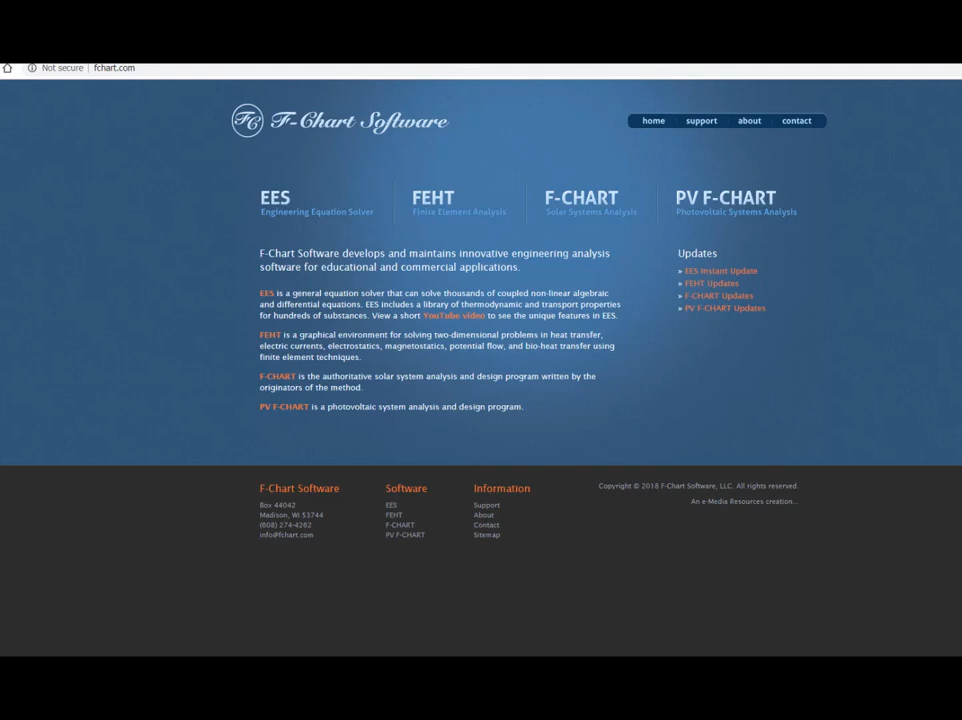 Not secure | fchart.com
FC F-Chart Software
home support about contact
EES FEHT F-CHART PV F-CHART
Engineering Equation Solver Finite Element Analysis Solar Systems Analysis Photovoltaic Systems Analysis
F-Chart Software develops and maintains innovative engineering analysis
software for educational and commercial applications.
EES is a general equation solver that can solve thousands of coupled non-linear algebraic
and differential equations. EES includes a library of thermodynamic and transport properties
for hundreds of substances. View a short YouTube video to see the unique features in EES.
FEHT is a graphical environment for solving two-dimensional problems in heat transfer,
electric currents, electrostatics, magnetostatics, potential flow, and bio-heat transfer using
finite element techniques.
F-CHART is the authoritative solar system analysis and design program written by the
originators of the method.
PV F-CHART is a photovoltaic system analysis and design program.
Updates
» EES Instant Update
» FEHT Updates
» F-CHART Updates
» PV F-CHART Updates
F-Chart Software
Box 44042
Madison, WI 53744
(608) 274-4262
info@fchart.com
Software
EES
FEHT
F-CHART
PV F-CHART
Information
Support
About
Contact
Sitemap
Copyright © 2018 F-Chart Software, LLC. All rights reserved.
An e-Media Resources creation...